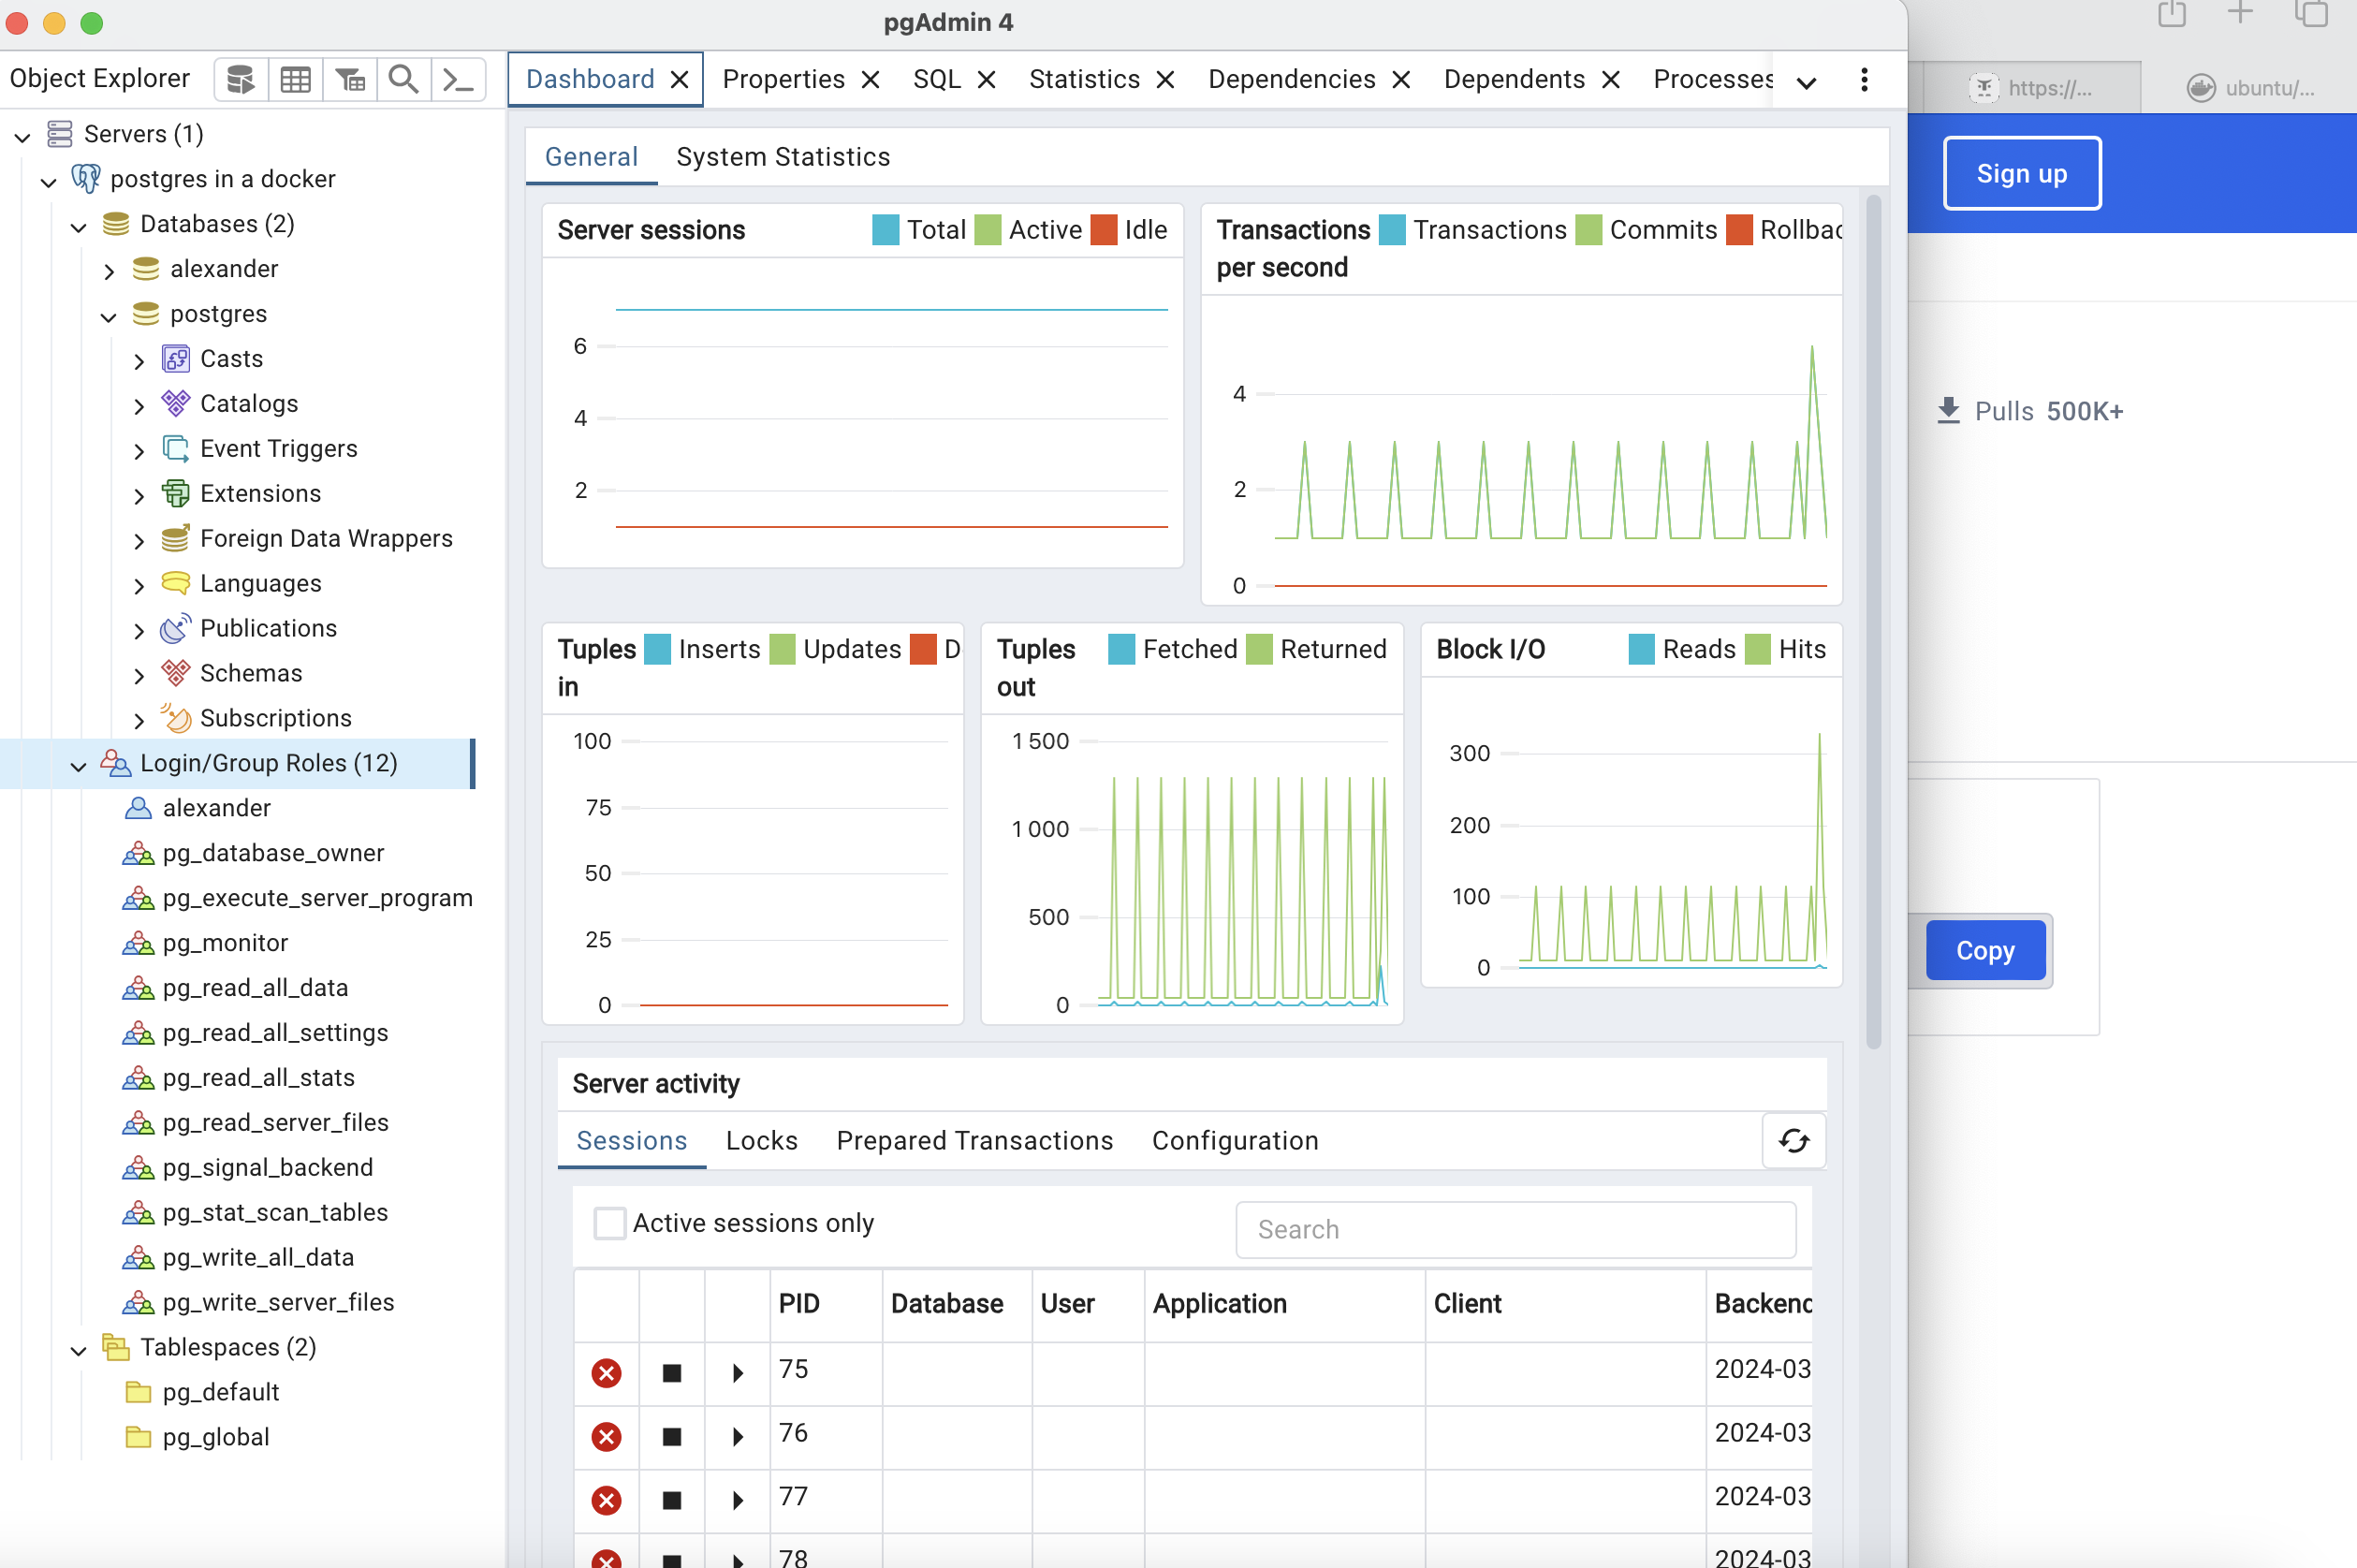 pgAdmin 4
Object Explorer
Dashboard Properties SQL Statistics Dependencies Dependents Processes
Servers (1)
postgres in a docker
Databases (2)
alexander
postgres
Casts
Catalogs
Event Triggers
Extensions
Foreign Data Wrappers
Languages
Publications
Schemas
Subscriptions
Login/Group Roles (12)
alexander
pg_database_owner
pg_execute_server_program
pg_monitor
pg_read_all_data
pg_read_all_settings
pg_read_all_stats
pg_read_server_files
pg_signal_backend
pg_stat_scan_tables
pg_write_all_data
pg_write_server_files
Tablespaces (2)
pg_default
pg_global
General System Statistics
Server sessions Total Active Idle
6
4
2
Transactions per second Transactions Commits Rollbac
4
2
0
Tuples in Inserts Updates D
100
75
50
25
0
Tuples out Fetched Returned
1 500
1 000
500
0
Block I/O Reads Hits
300
200
100
0
Server activity
Sessions Locks Prepared Transactions Configuration
Active sessions only Search
PID Database User Application Client Backend
75 2024-03
76 2024-03
77 2024-03
78 2024-03
https://... ubuntu/...
Sign up
Pulls 500K+
Copy